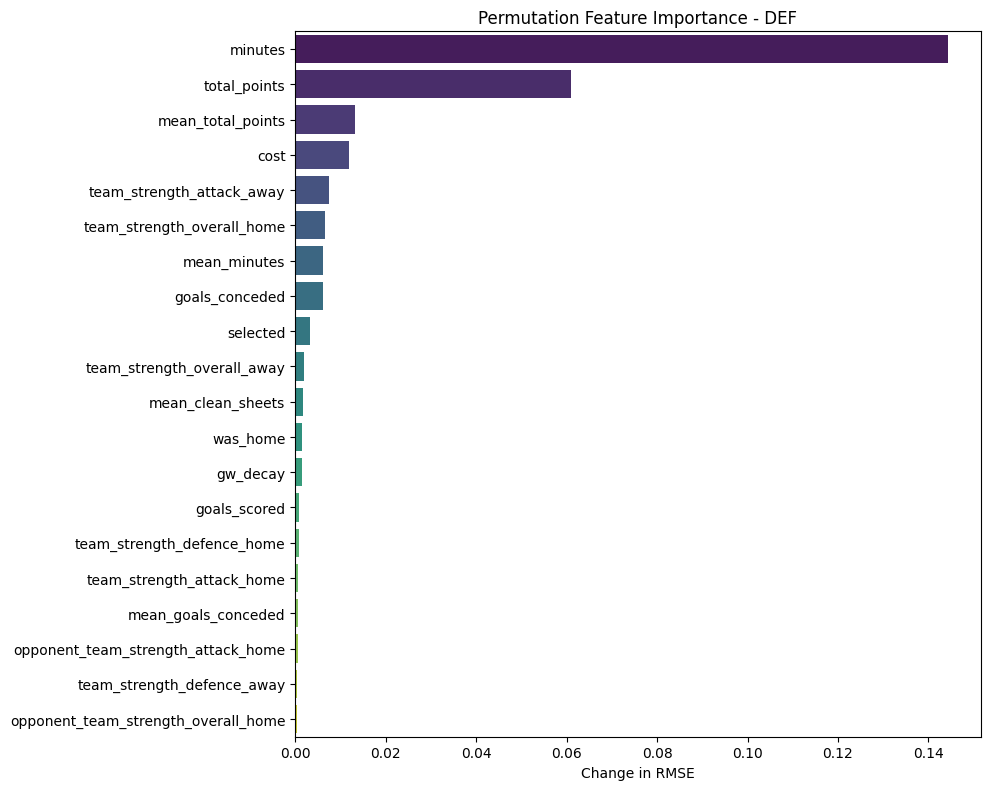 Permutation Feature Importance - DEF
minutes
total_points
mean_total_points
cost
team_strength_attack_away
team_strength_overall_home
mean_minutes
goals_conceded
selected
team_strength_overall_away
mean_clean_sheets
was_home
gw_decay
goals_scored
team_strength_defence_home
team_strength_attack_home
mean_goals_conceded
opponent_team_strength_attack_home
team_strength_defence_away
opponent_team_strength_overall_home
0.00 0.02 0.04 0.06 0.08 0.10 0.12 0.14
Change in RMSE